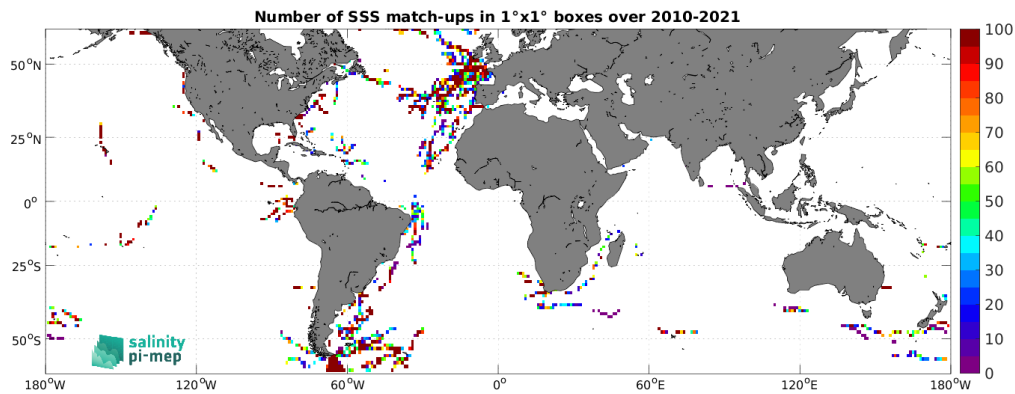 Number of SSS match-ups in 1°x1° boxes over 2010-2021
50°N
25°N
0°
25°S
50°S
180°W
120°W
60°W
0°
60°E
120°E
180°W
100
90
80
70
60
50
40
30
20
10
0
salinity
pi-mep